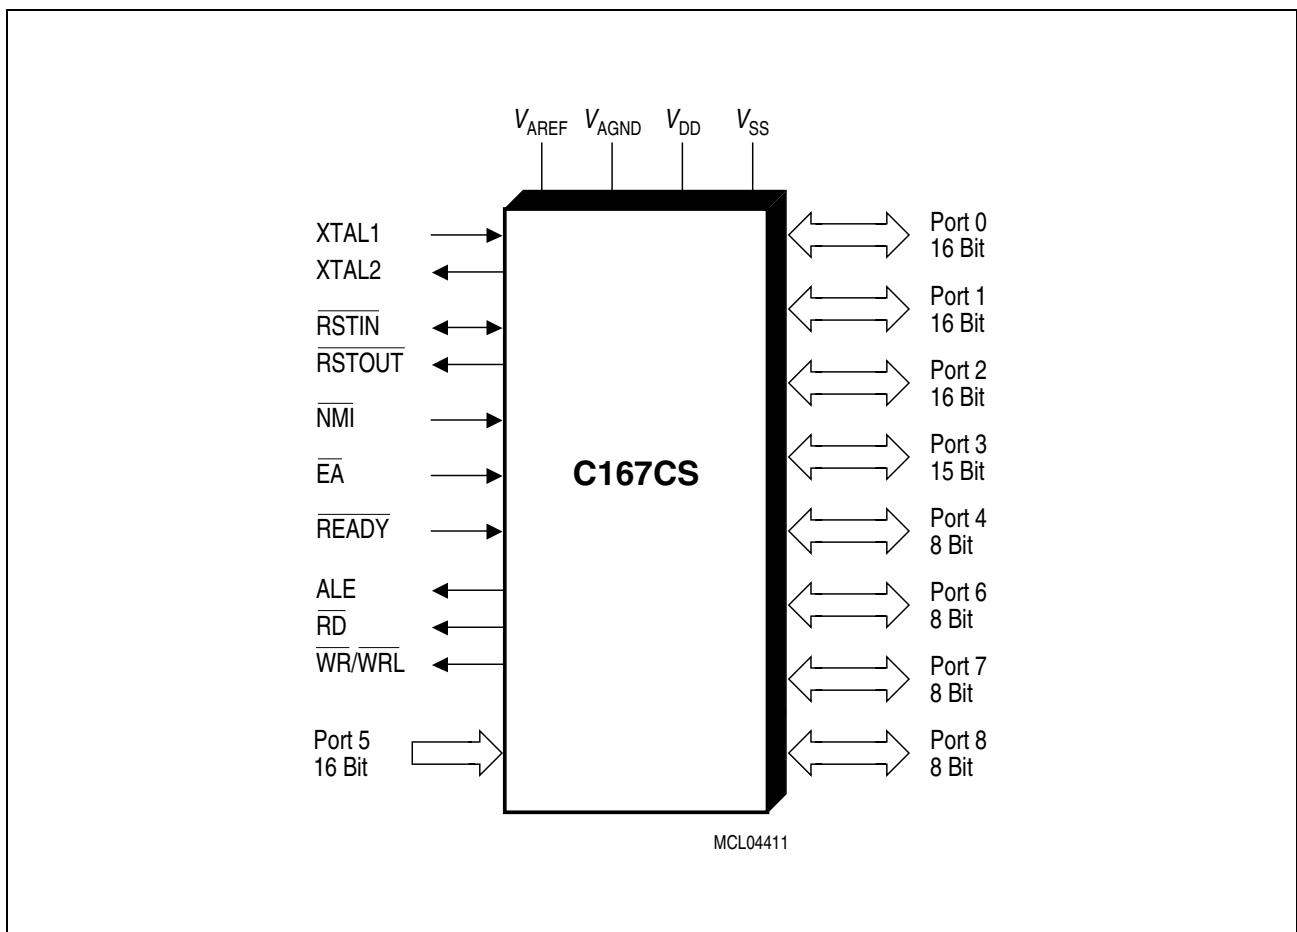 VAREF VAGND VDD VSS
XTAL1
XTAL2
RSTIN
RSTOUT
NMI
EA
READY
ALE
RD
WR/WRL
Port 5
16 Bit
C167CS
Port 0
16 Bit
Port 1
16 Bit
Port 2
16 Bit
Port 3
15 Bit
Port 4
8 Bit
Port 6
8 Bit
Port 7
8 Bit
Port 8
8 Bit
MCL04411